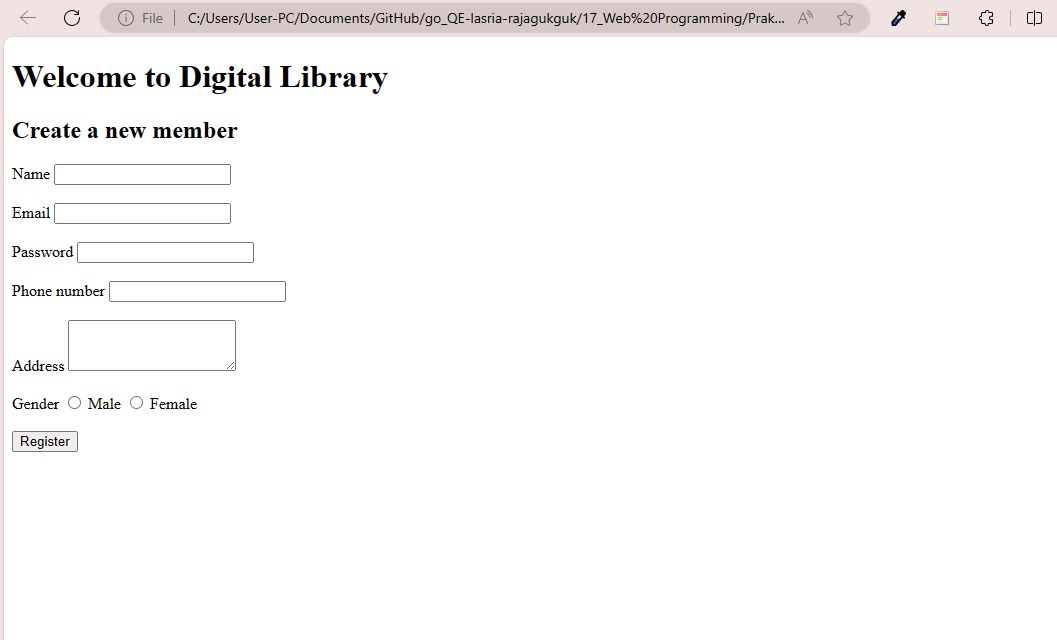 File C:/Users/User-PC/Documents/GitHub/go_QE-lasria-rajagukguk/17_Web%20Programming/Prak...
Welcome to Digital Library
Create a new member
Name
Email
Password
Phone number
Address
Gender Male Female
Register